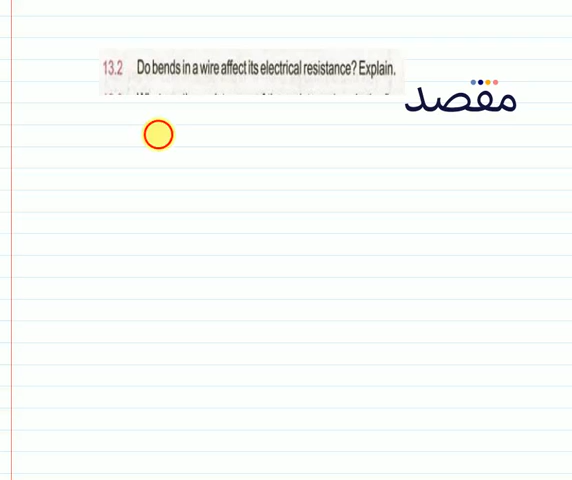 13.2 Do bends in a wire affect its electrical resistance? Explain.
مقصد